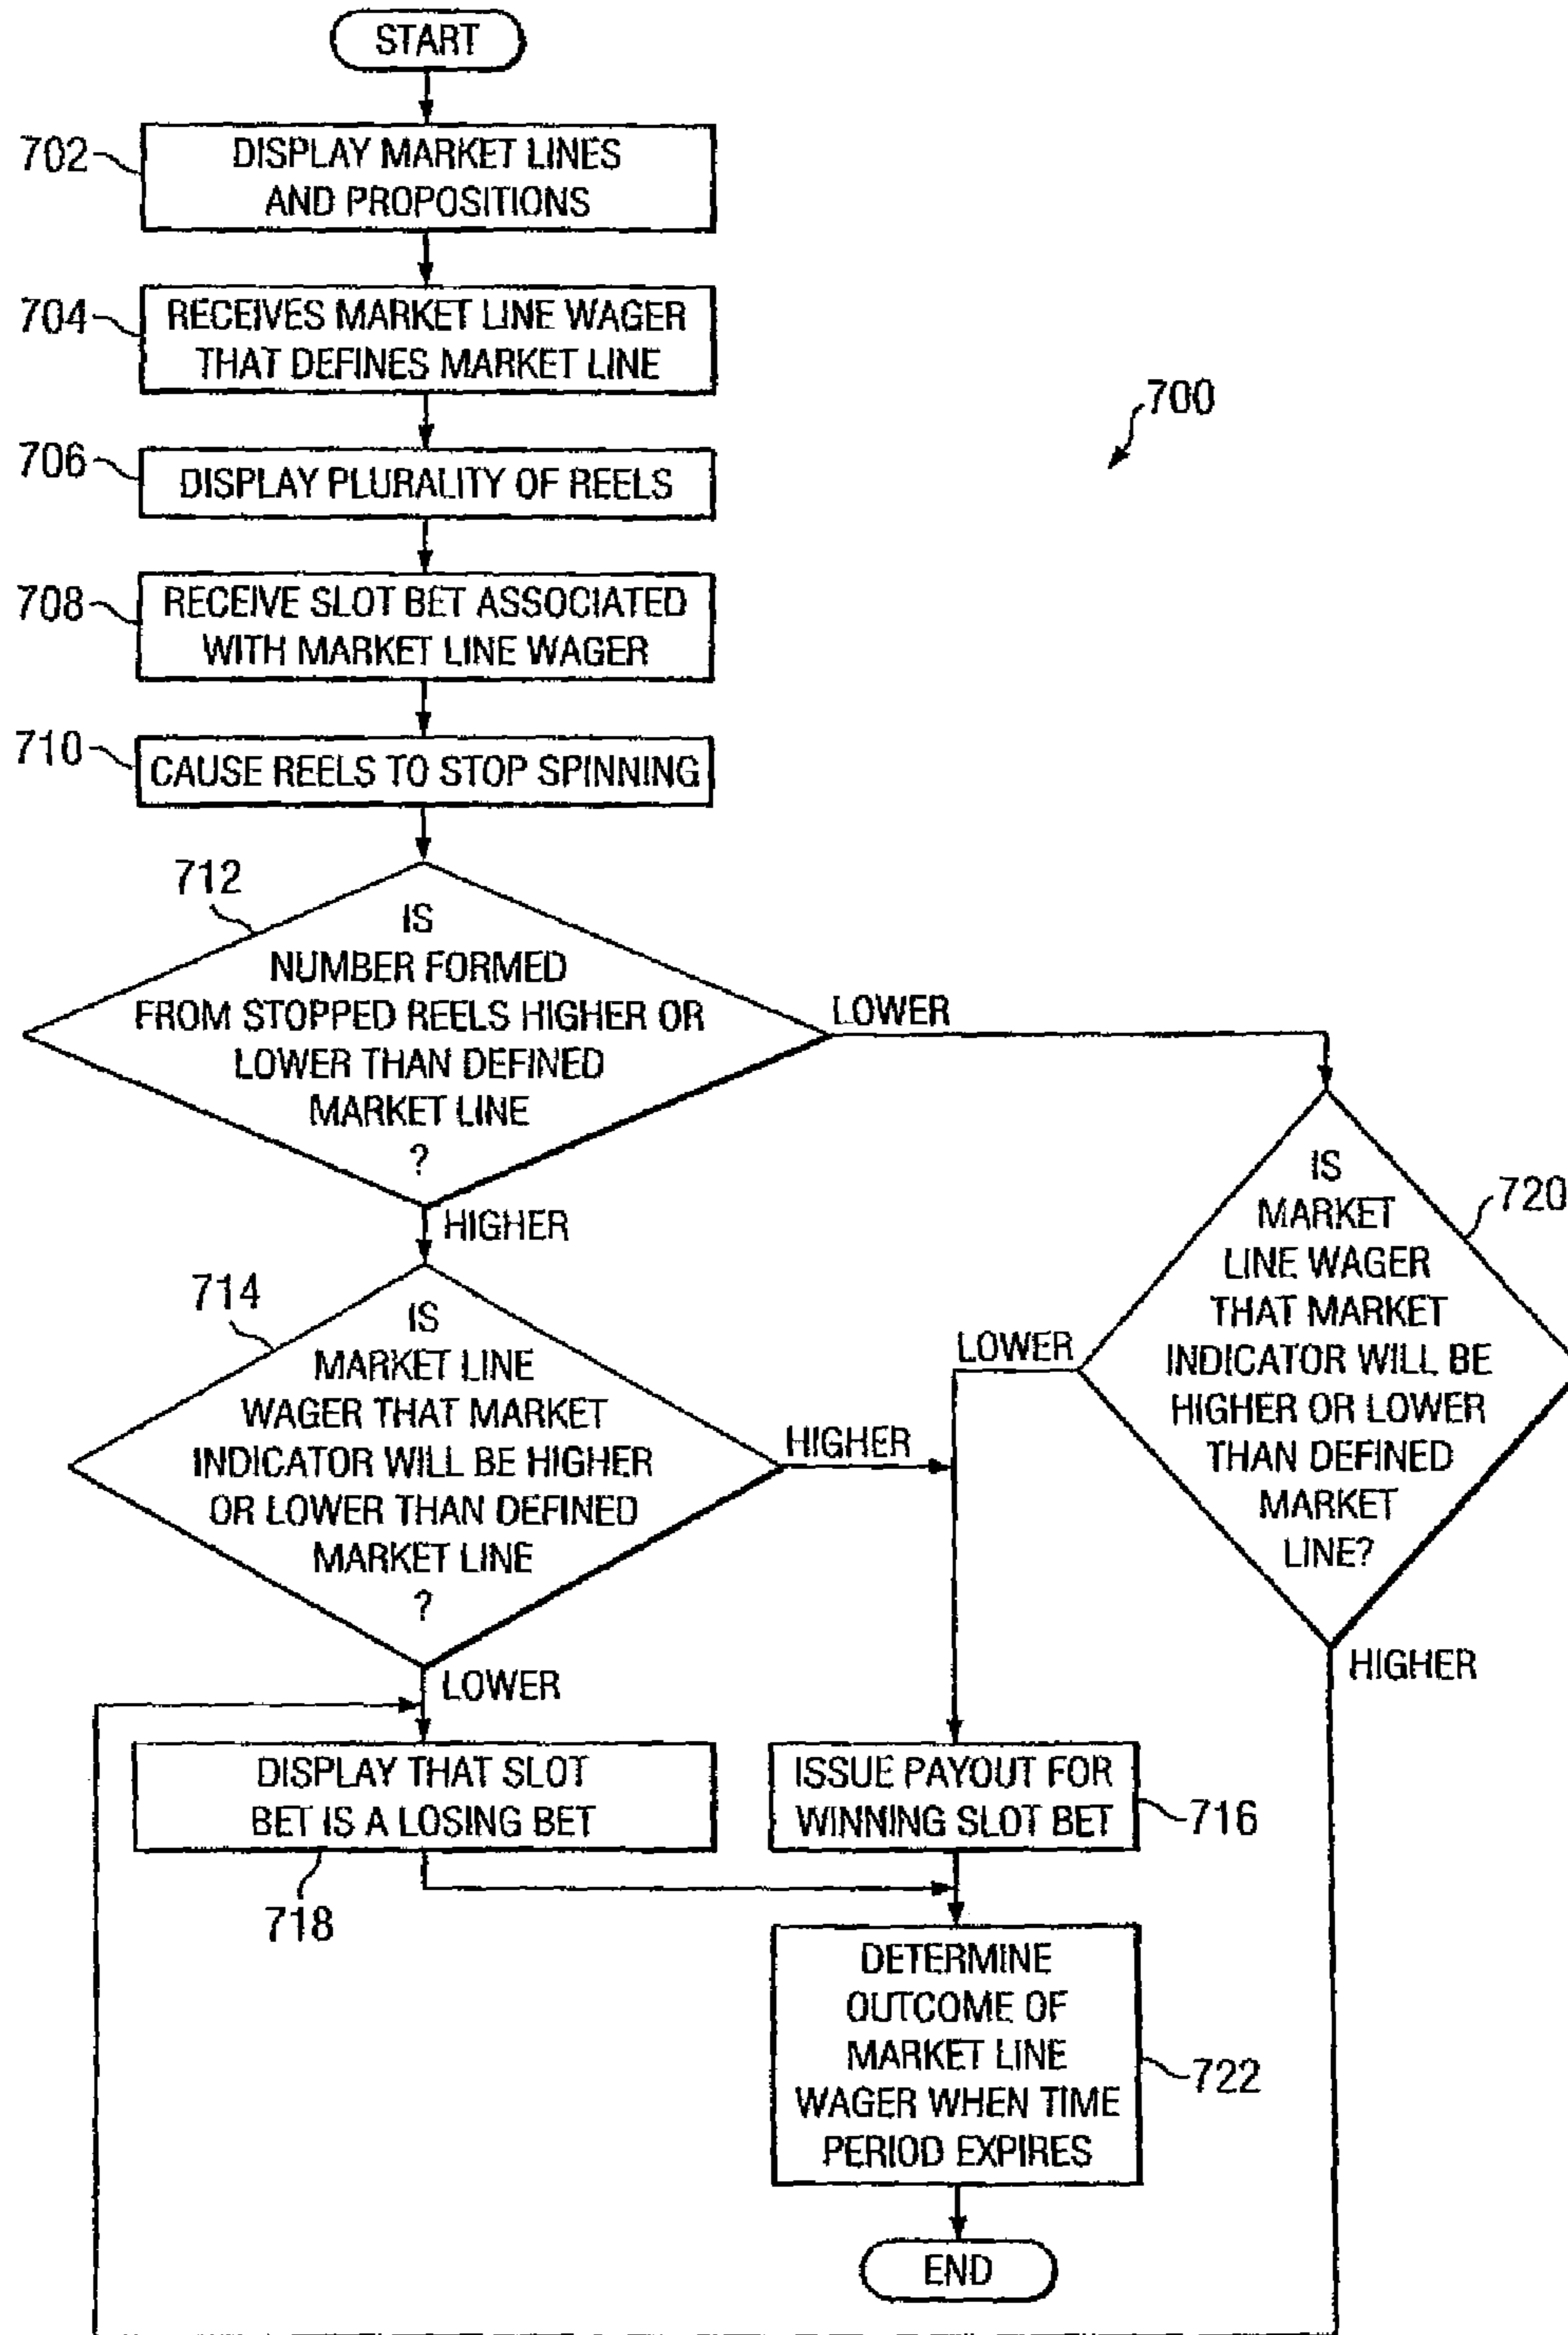 START
702
DISPLAY MARKET LINES
AND PROPOSITIONS
704
RECEIVES MARKET LINE WAGER
THAT DEFINES MARKET LINE
700
706
DISPLAY PLURALITY OF REELS
708
RECEIVE SLOT BET ASSOCIATED
WITH MARKET LINE WAGER
710
CAUSE REELS TO STOP SPINNING
712
IS
NUMBER FORMED
FROM STOPPED REELS HIGHER OR
LOWER THAN DEFINED
MARKET LINE
?
LOWER
HIGHER
720
IS
MARKET
LINE WAGER
THAT MARKET
INDICATOR WILL BE
HIGHER OR LOWER
THAN DEFINED
MARKET
LINE?
LOWER
HIGHER
714
IS
MARKET LINE
WAGER THAT MARKET
INDICATOR WILL BE HIGHER
OR LOWER THAN DEFINED
MARKET LINE
?
HIGHER
LOWER
DISPLAY THAT SLOT
BET IS A LOSING BET
718
ISSUE PAYOUT FOR
WINNING SLOT BET
716
DETERMINE
OUTCOME OF
MARKET LINE
WAGER WHEN TIME
PERIOD EXPIRES
722
END